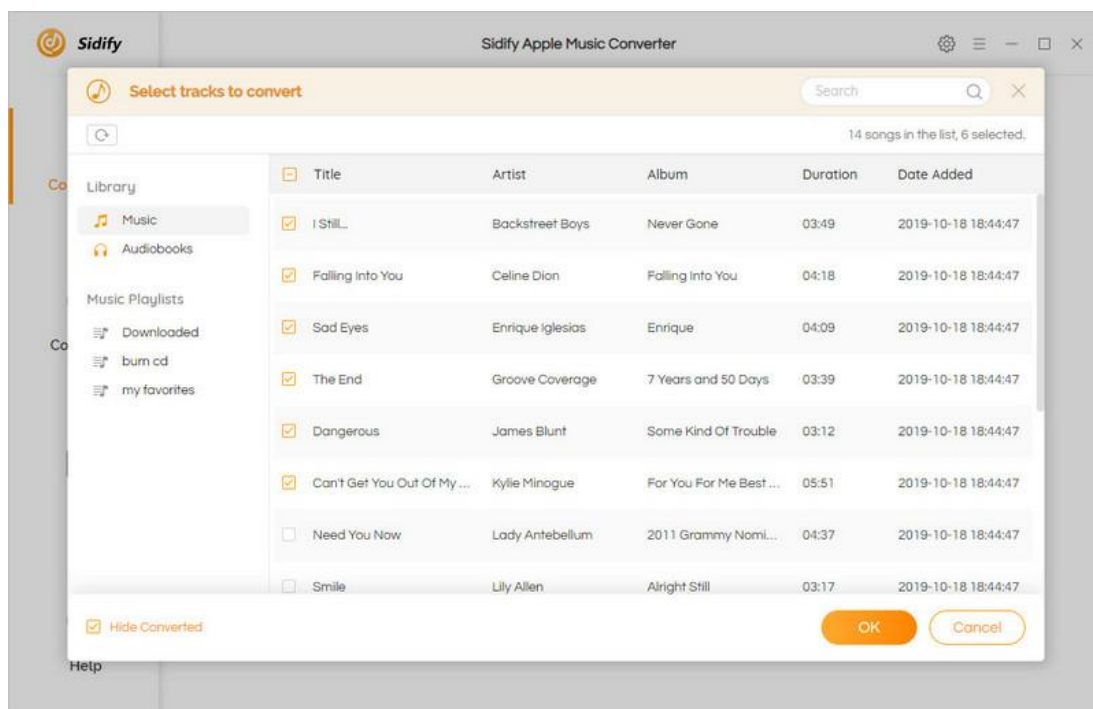 Sidify
Sidify Apple Music Converter
Select tracks to convert
Search
14 songs in the list, 6 selected.
Co
Library
Music
Audiobooks
Music Playlists
Downloaded
burn cd
my favorites
Co
Title Artist Album Duration Date Added
I Still... Backstreet Boys Never Gone 03:49 2019-10-18 18:44:47
Falling Into You Celine Dion Falling Into You 04:18 2019-10-18 18:44:47
Sad Eyes Enrique Iglesias Enrique 04:09 2019-10-18 18:44:47
The End Groove Coverage 7 Years and 50 Days 03:39 2019-10-18 18:44:47
Dangerous James Blunt Some Kind Of Trouble 03:12 2019-10-18 18:44:47
Can't Get You Out Of My ... Kylie Minogue For You For Me Best ... 05:51 2019-10-18 18:44:47
Need You Now Lady Antebellum 2011 Grammy Nomi... 04:37 2019-10-18 18:44:47
Smile Lily Allen Alright Still 03:17 2019-10-18 18:44:47
Hide Converted
OK
Cancel
Help